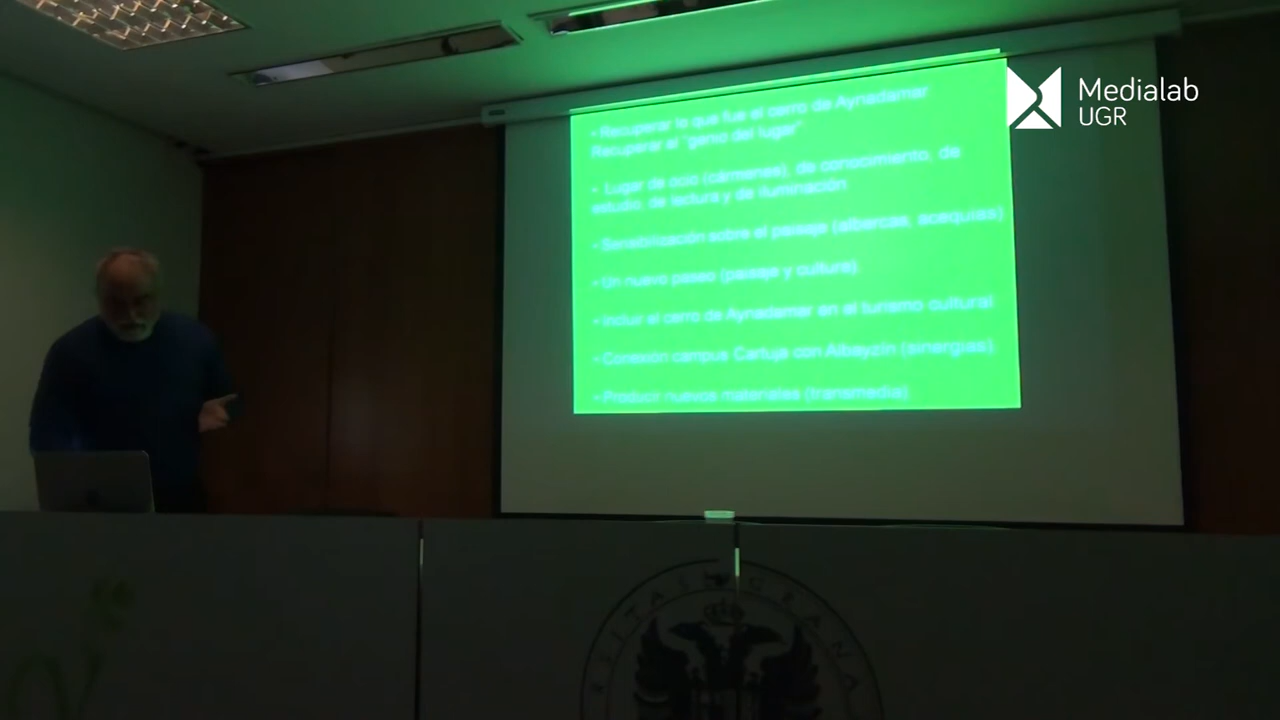 • Recuperar lo que fue el cerro de Aynadamar
Recuperar el "genio del lugar"
• Lugar de ocio (cármenes), de conocimiento, de
estudio, de lectura y de iluminación
• Sensibilización sobre el paisaje (albercas, acequias)
• Un nuevo paseo (paisaje y cultura)
• Incluir el cerro de Aynadamar en el turismo cultural
• Conexión campus Cartuja con Albayzín (sinergias)
• Producir nuevos materiales (transmedia)
Medialab
UGR